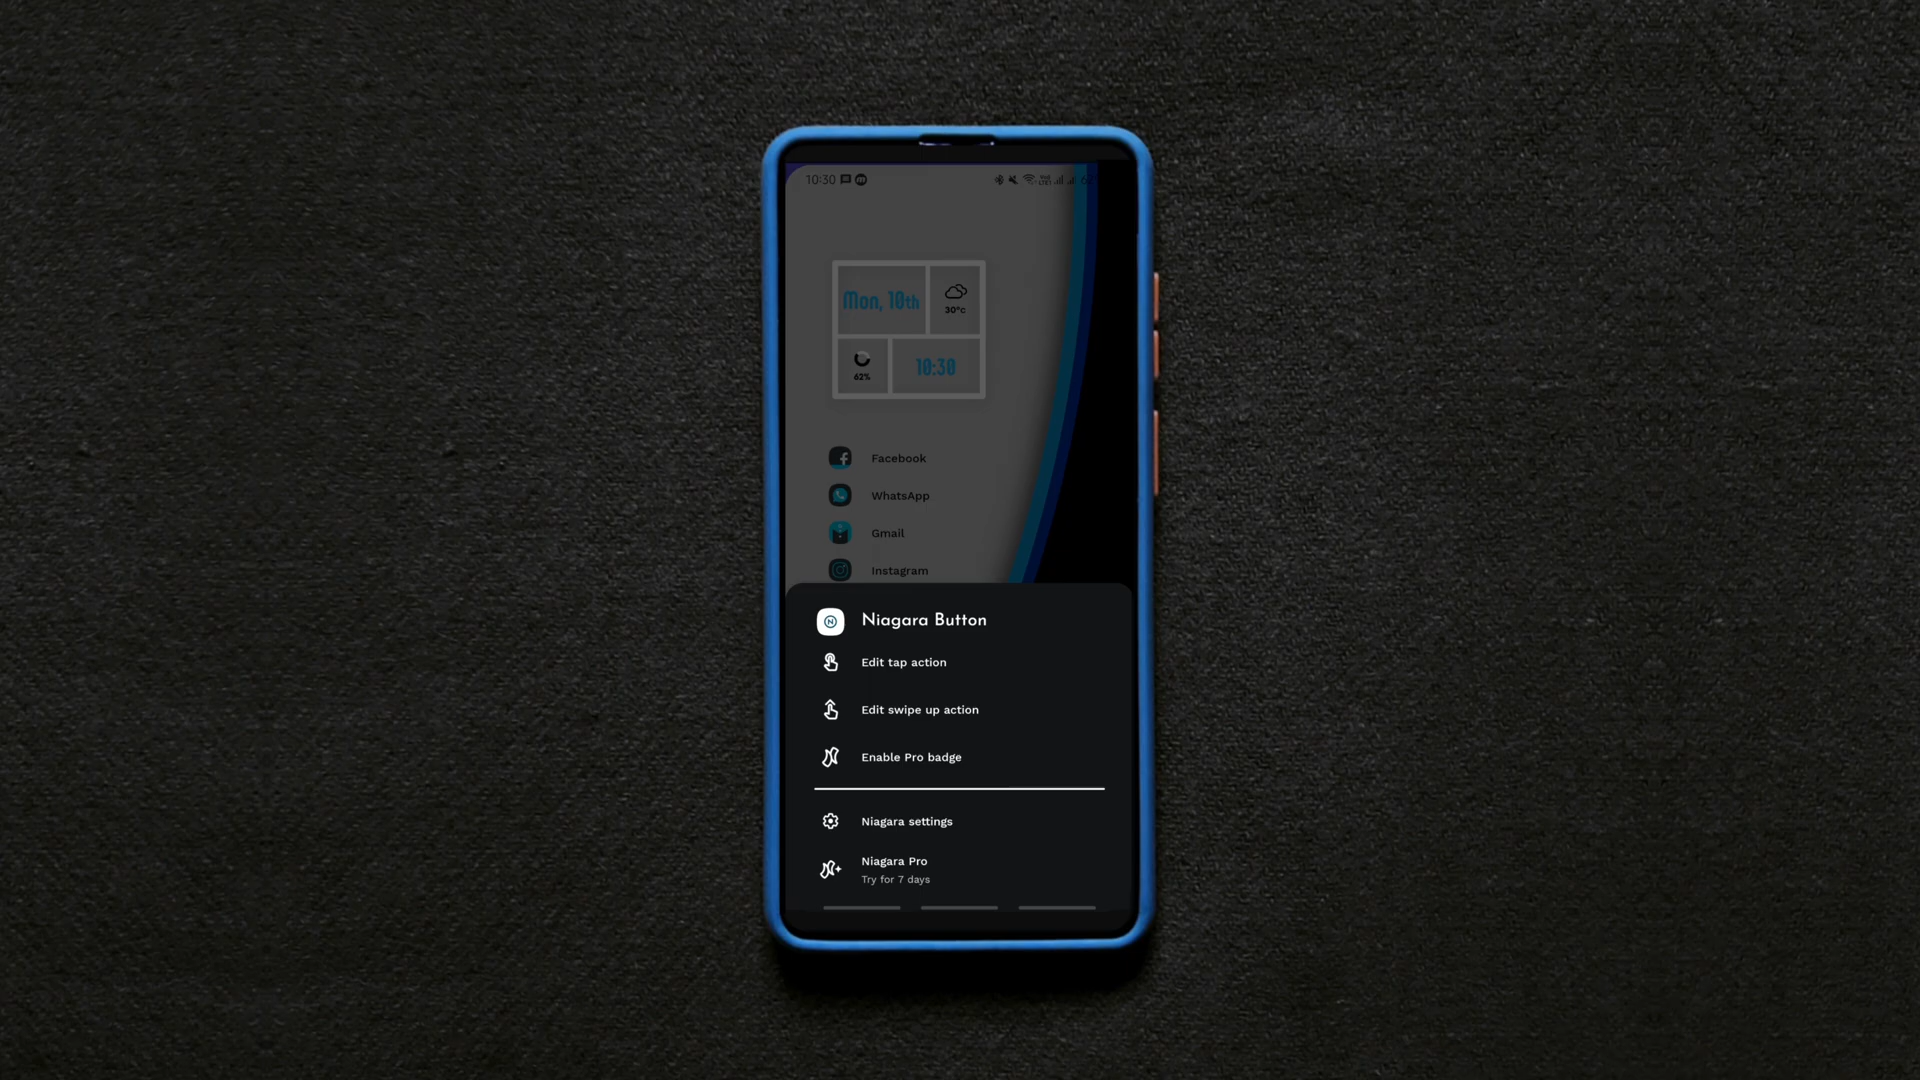 10:30
Mon, 10th
30°c
62%
10:30
Facebook
WhatsApp
Gmail
Instagram
N Niagara Button
Edit tap action
Edit swipe up action
Enable Pro badge
Niagara settings
Niagara Pro
Try for 7 days